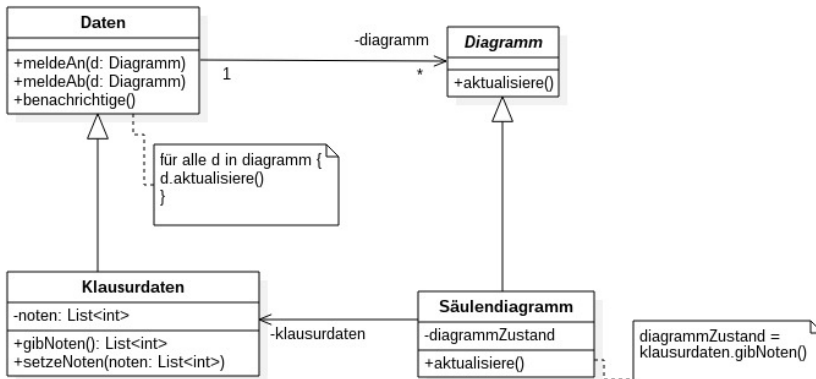 Daten
+meldeAn(d: Diagramm)
+meldeAb(d: Diagramm)
+benachrichtige()
-diagramm
1
*
Diagramm
+aktualisiere()
für alle d in diagramm {
d.aktualisiere()
}
Klausurdaten
-noten: List<int>
+gibNoten(): List<int>
+setzeNoten(noten: List<int>)
-klausurdaten
Säulendiagramm
-diagrammZustand
+aktualisiere()
diagrammZustand =
klausurdaten.gibNoten()